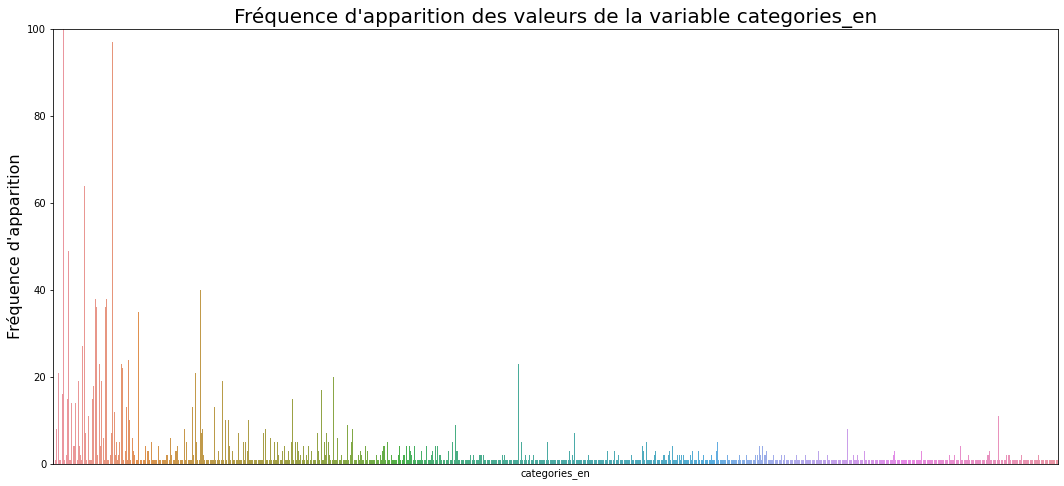 Fréquence d'apparition des valeurs de la variable categories_en
Fréquence d'apparition
100
80
60
40
20
0
categories_en